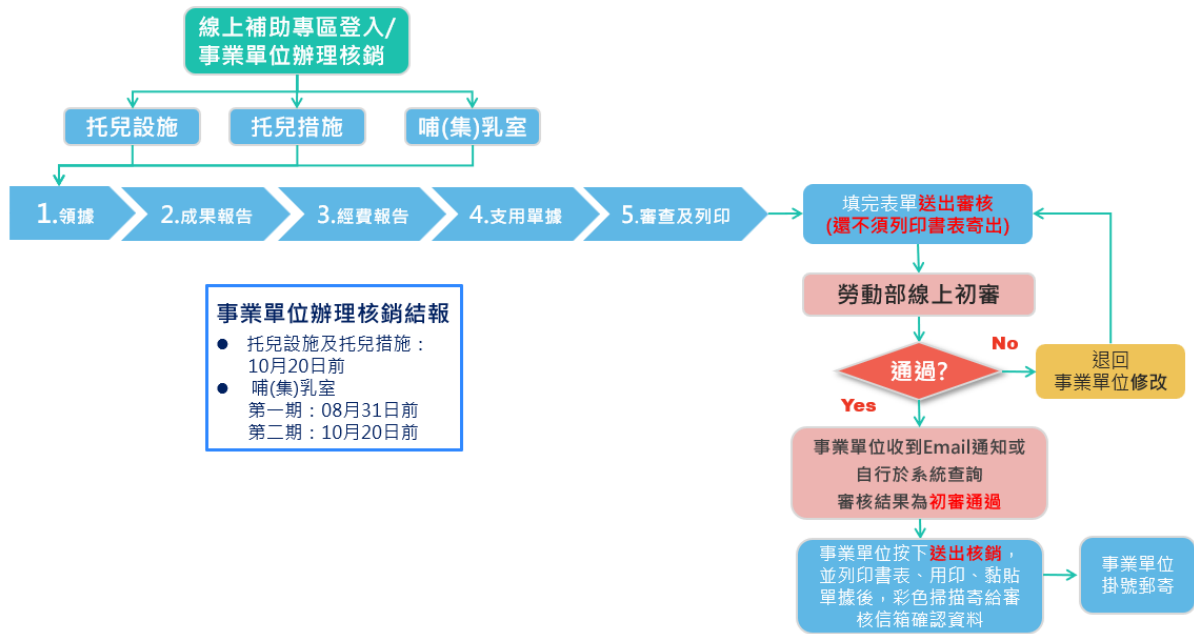 線上補助專區登入/
事業單位辦理核銷
托兒設施
托兒措施
哺(集)乳室
1.領據
2.成果報告
3.經費報告
4.支用單據
5.審查及列印
填完表單送出審核
(還不須列印書表寄出)
勞動部線上初審
通過?
No
退回
事業單位修改
Yes
事業單位收到Email通知或
自行於系統查詢
審核結果為初審通過
事業單位按下送出核銷，
並列印書表、用印、黏貼
單據後，彩色掃描寄給審
核信箱確認資料
事業單位
掛號郵寄
事業單位辦理核銷結報
● 托兒設施及托兒措施：
10月20日前
● 哺(集)乳室
第一期：08月31日前
第二期：10月20日前